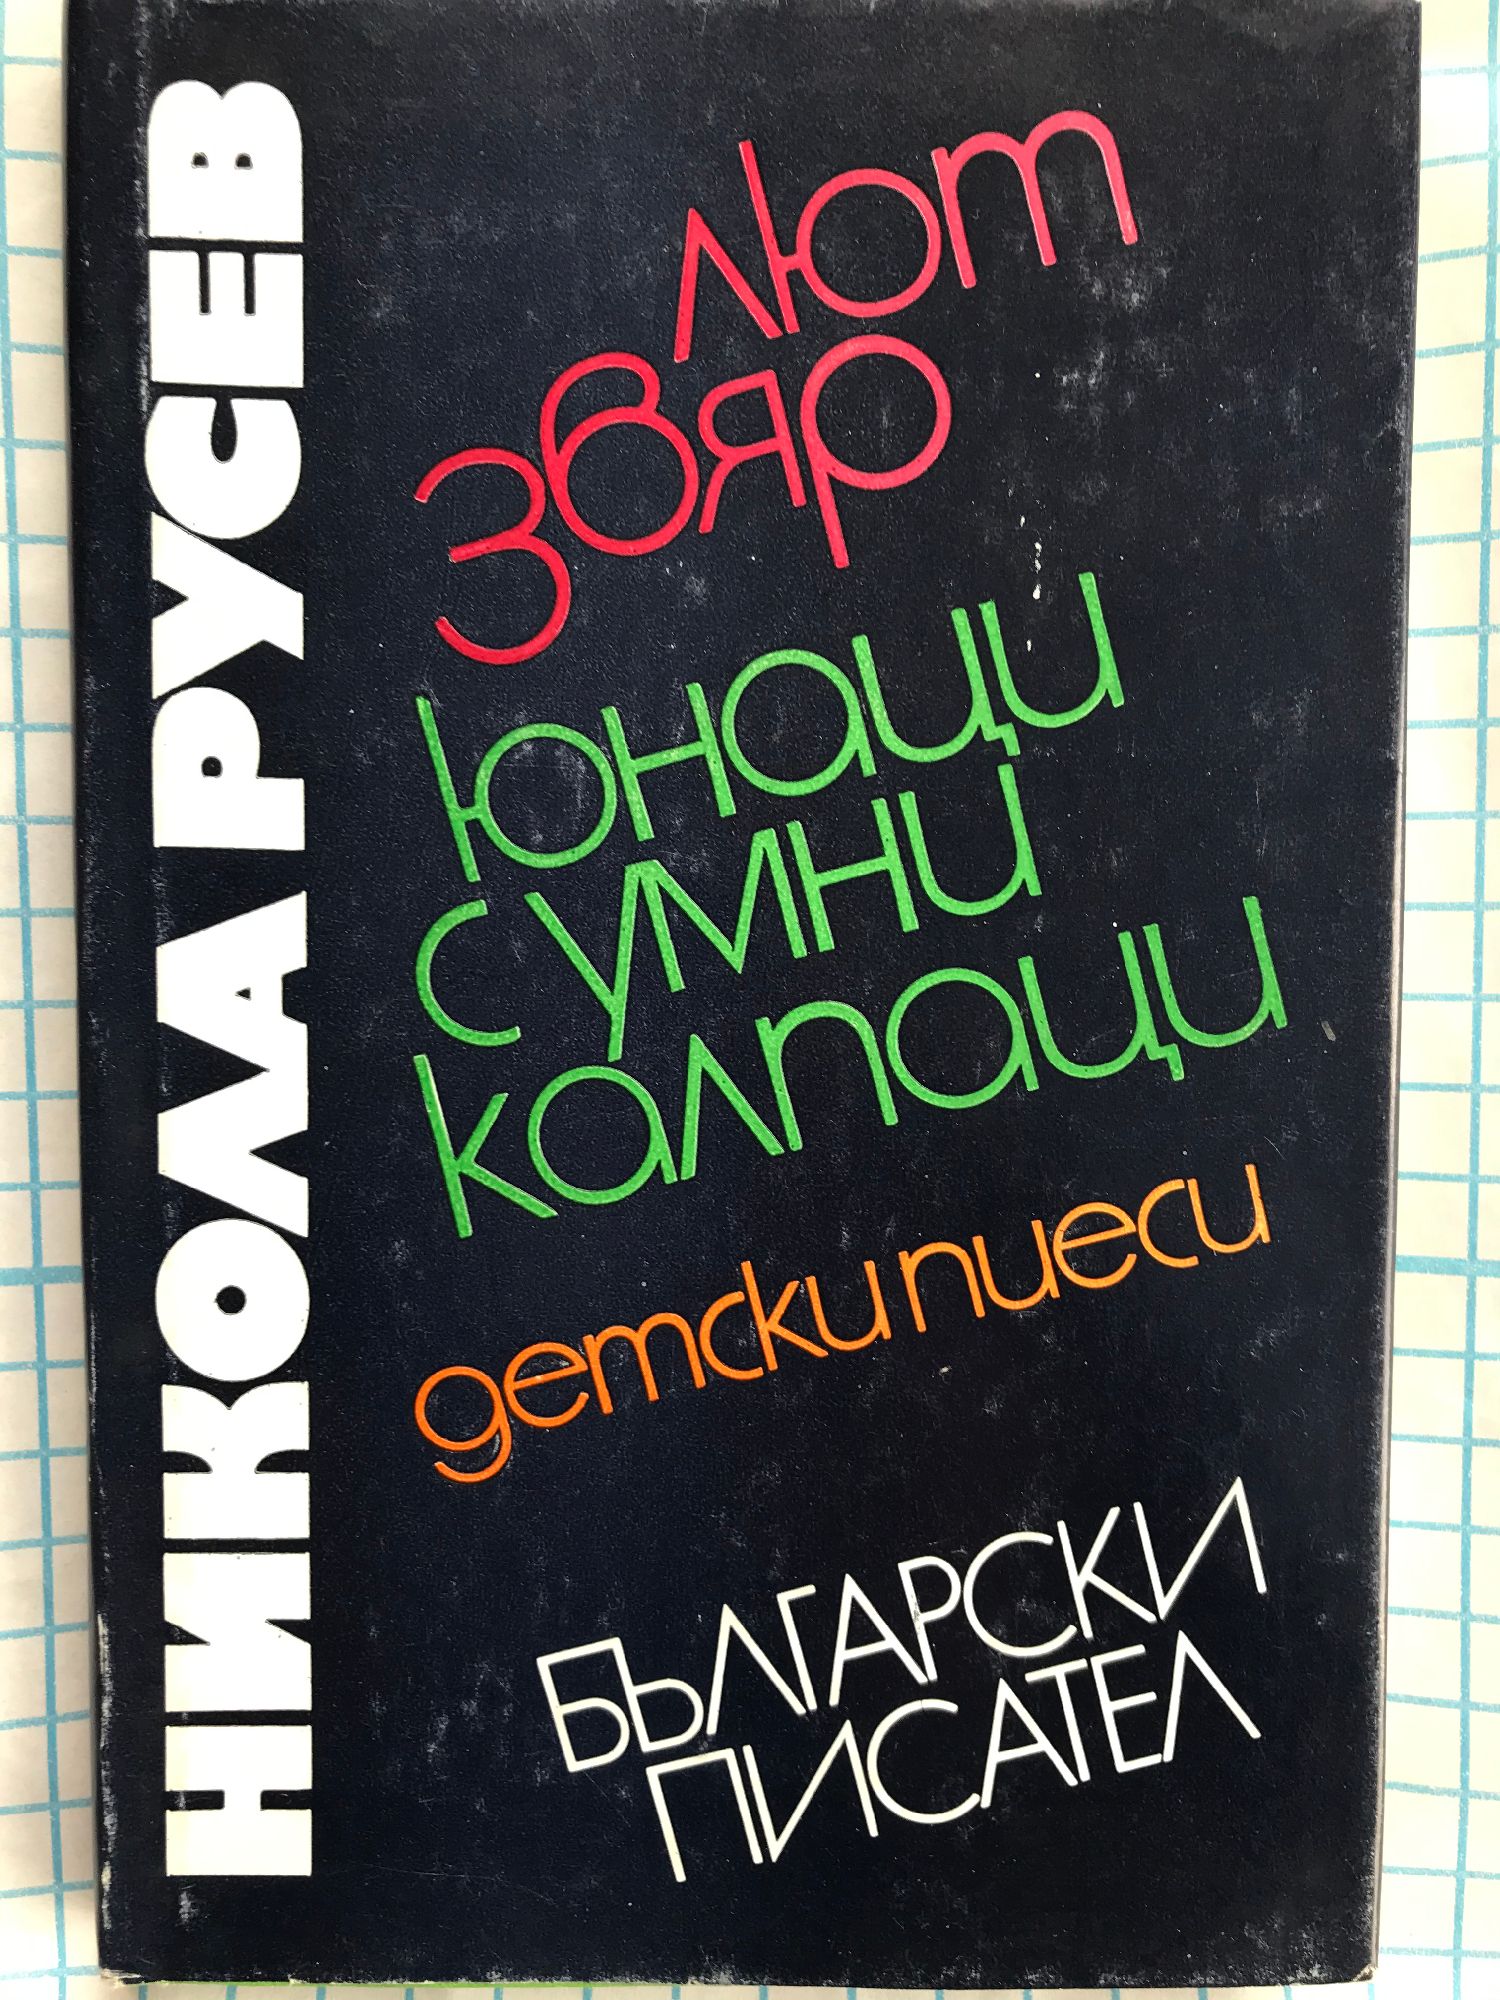 НИКОЛА РУСЕВ
лют
звяр
юнаци
с умни
калпаци
детски пиеси
БЪЛГАРСКИ
ПИСАТЕЛ